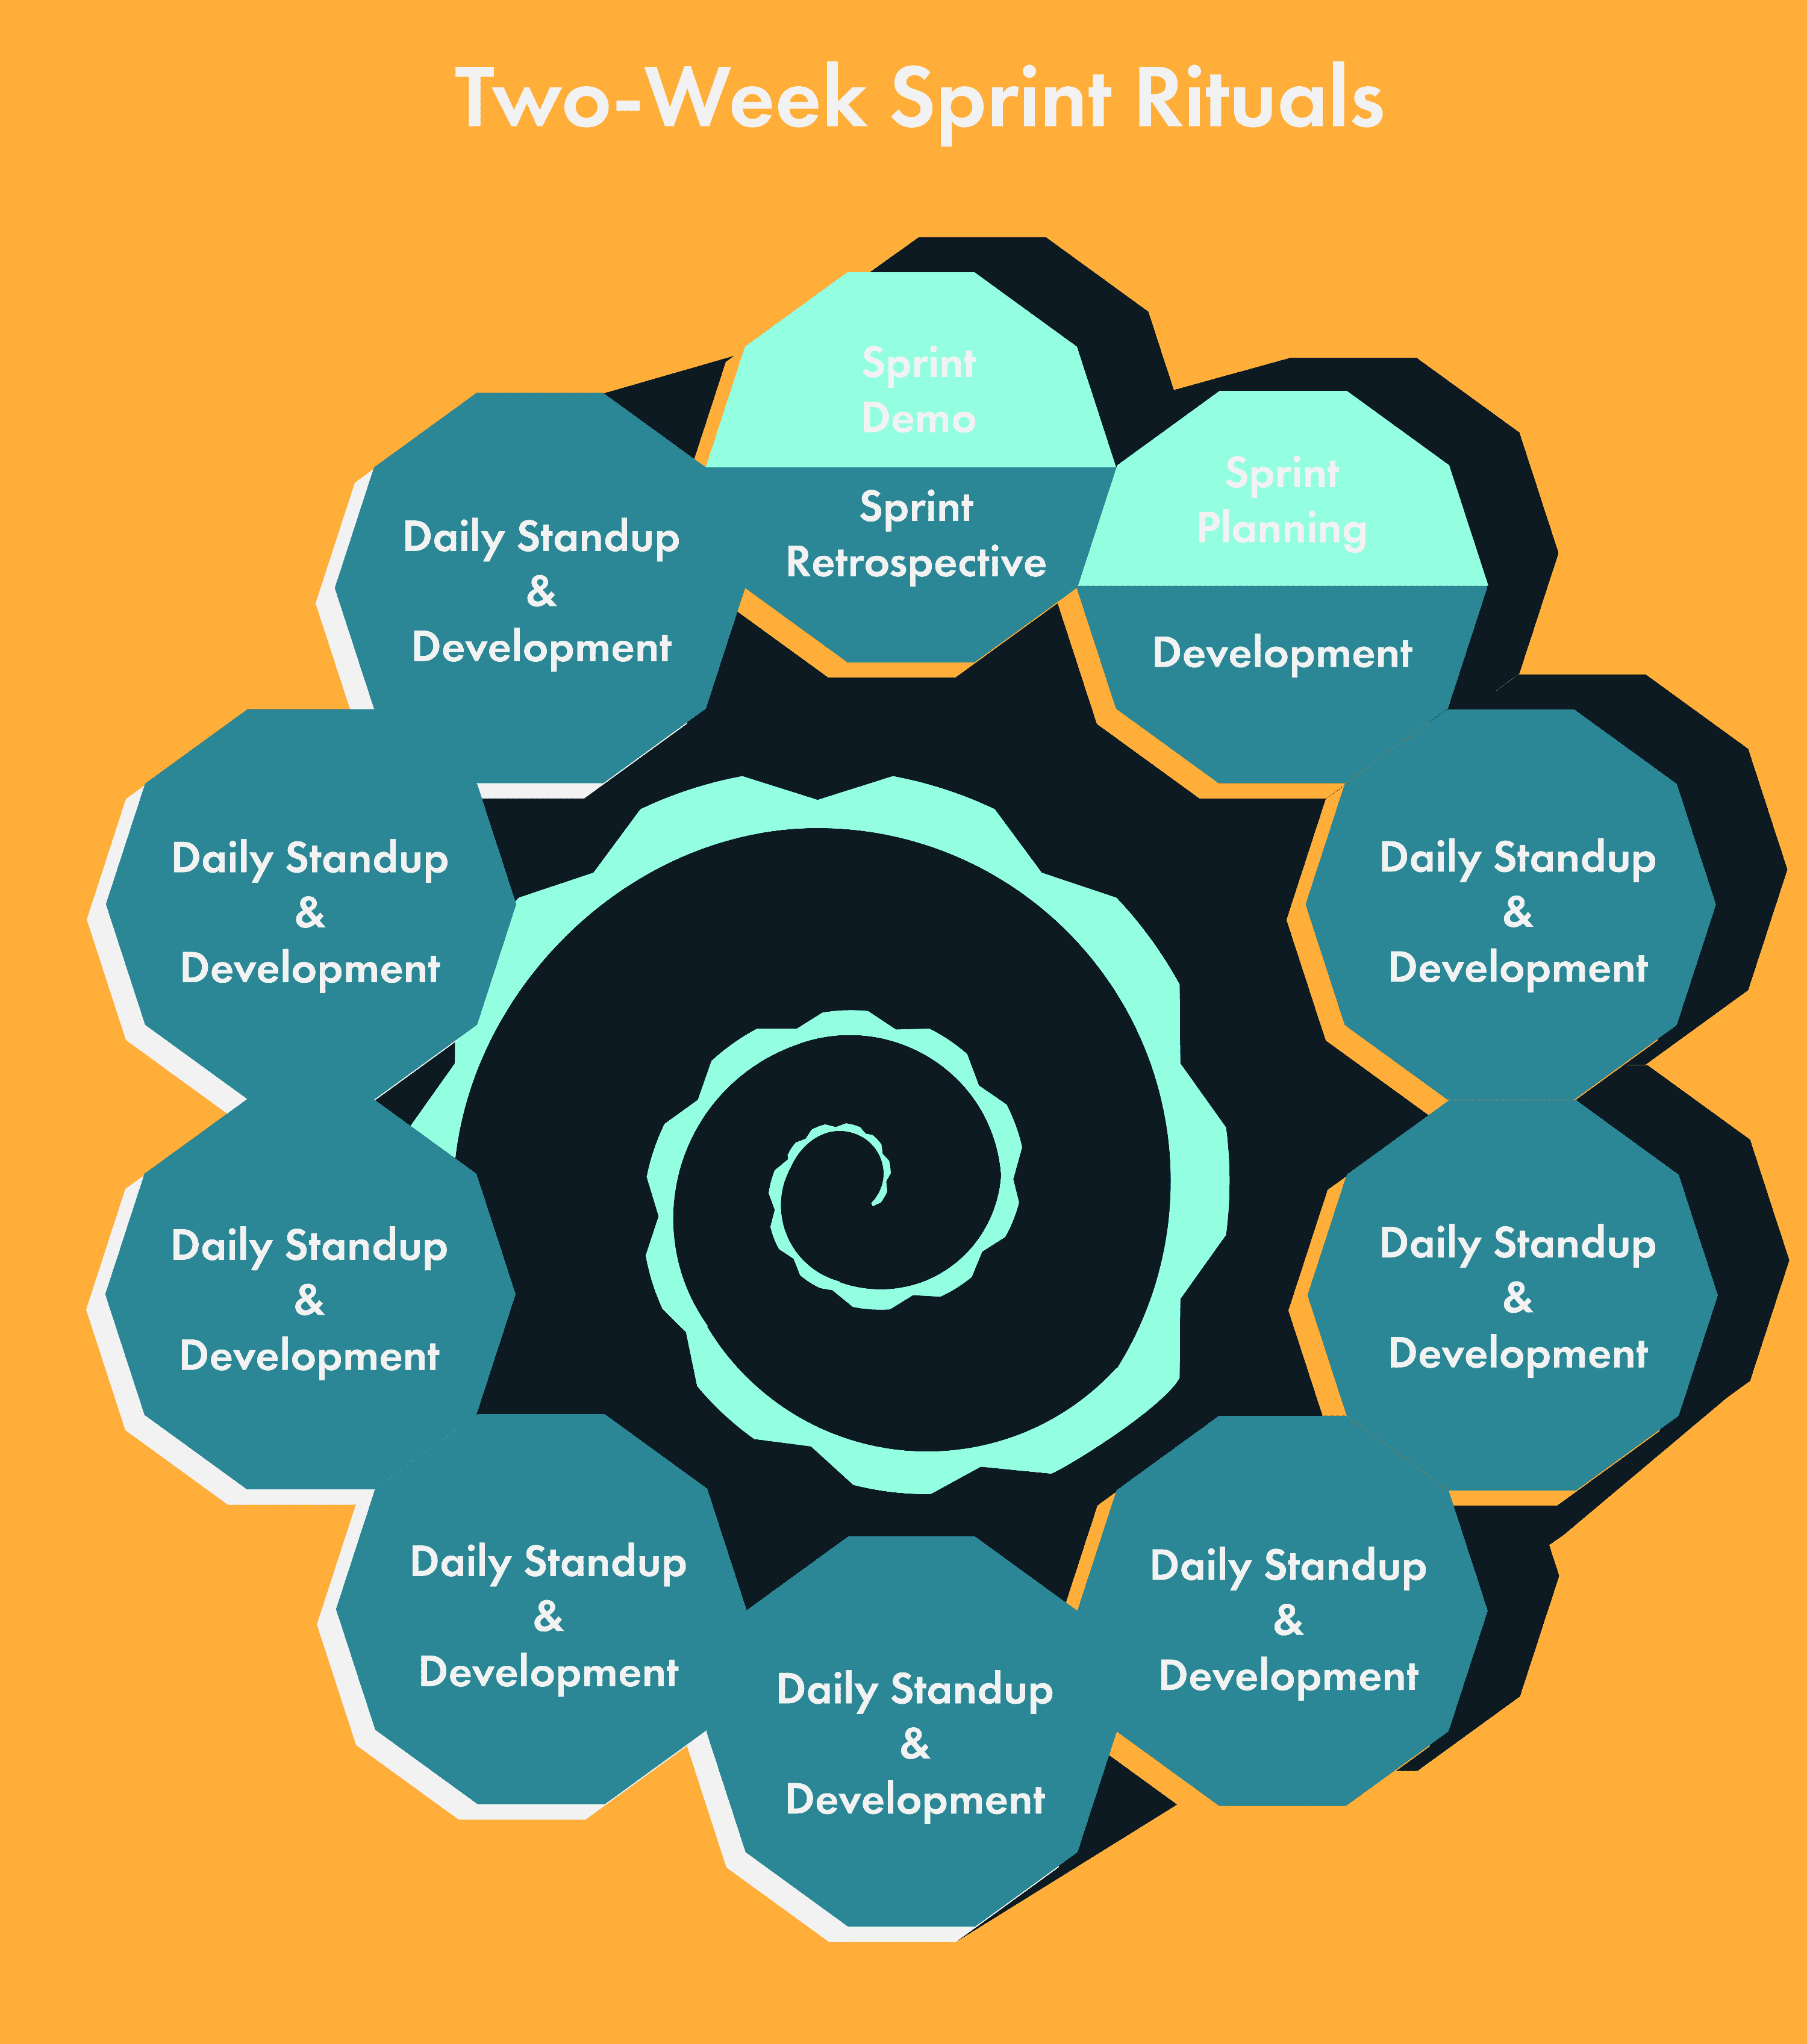 Two-Week Sprint Rituals
Sprint
Demo
Sprint
Retrospective
Sprint
Planning
Development
Daily Standup
&
Development
Daily Standup
&
Development
Daily Standup
&
Development
Daily Standup
&
Development
Daily Standup
&
Development
Daily Standup
&
Development
Daily Standup
&
Development
Daily Standup
&
Development